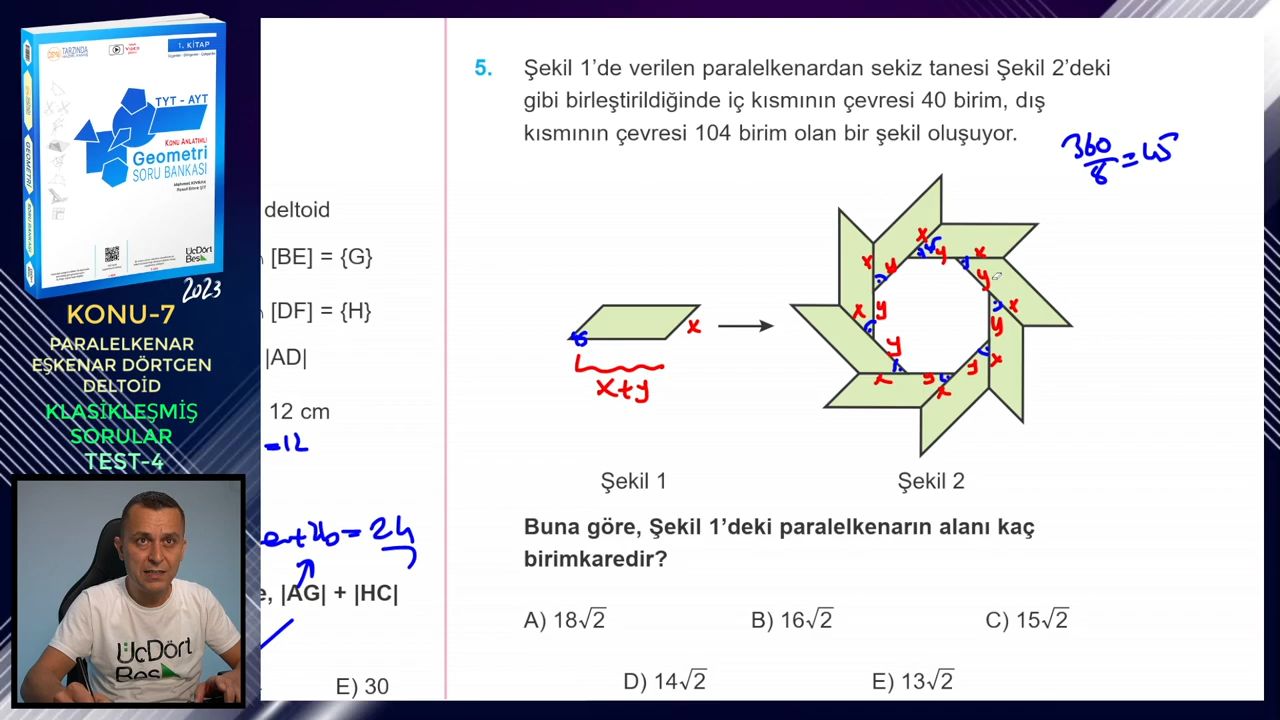 1. KİTAP
TYT - AYT
KONU ANLATIMLI
Geometri
SORU BANKASI
GEOMETRİ
ÜçDört
Beş
2023
KONU-7
PARALELKENAR
EŞKENAR DÖRTGEN
DELTOİD
KLASİKLEŞMİŞ
SORULAR
TEST-4
ÜçDört
Beş
deltoid
[BE] = {G}
[DF] = {H}
|AD|
12 cm
=12
= 24
|AG| + |HC|
E) 30
5. Şekil 1’de verilen paralelkenardan sekiz tanesi Şekil 2’deki
gibi birleştirildiğinde iç kısmının çevresi 40 birim, dış
kısmının çevresi 104 birim olan bir şekil oluşuyor.
360/8 = 45
x
x+y
x y x y x y x y x y x y x y x y
Şekil 1
Şekil 2
Buna göre, Şekil 1’deki paralelkenarın alanı kaç
birimkaredir?
A) 18√2
B) 16√2
C) 15√2
D) 14√2
E) 13√2